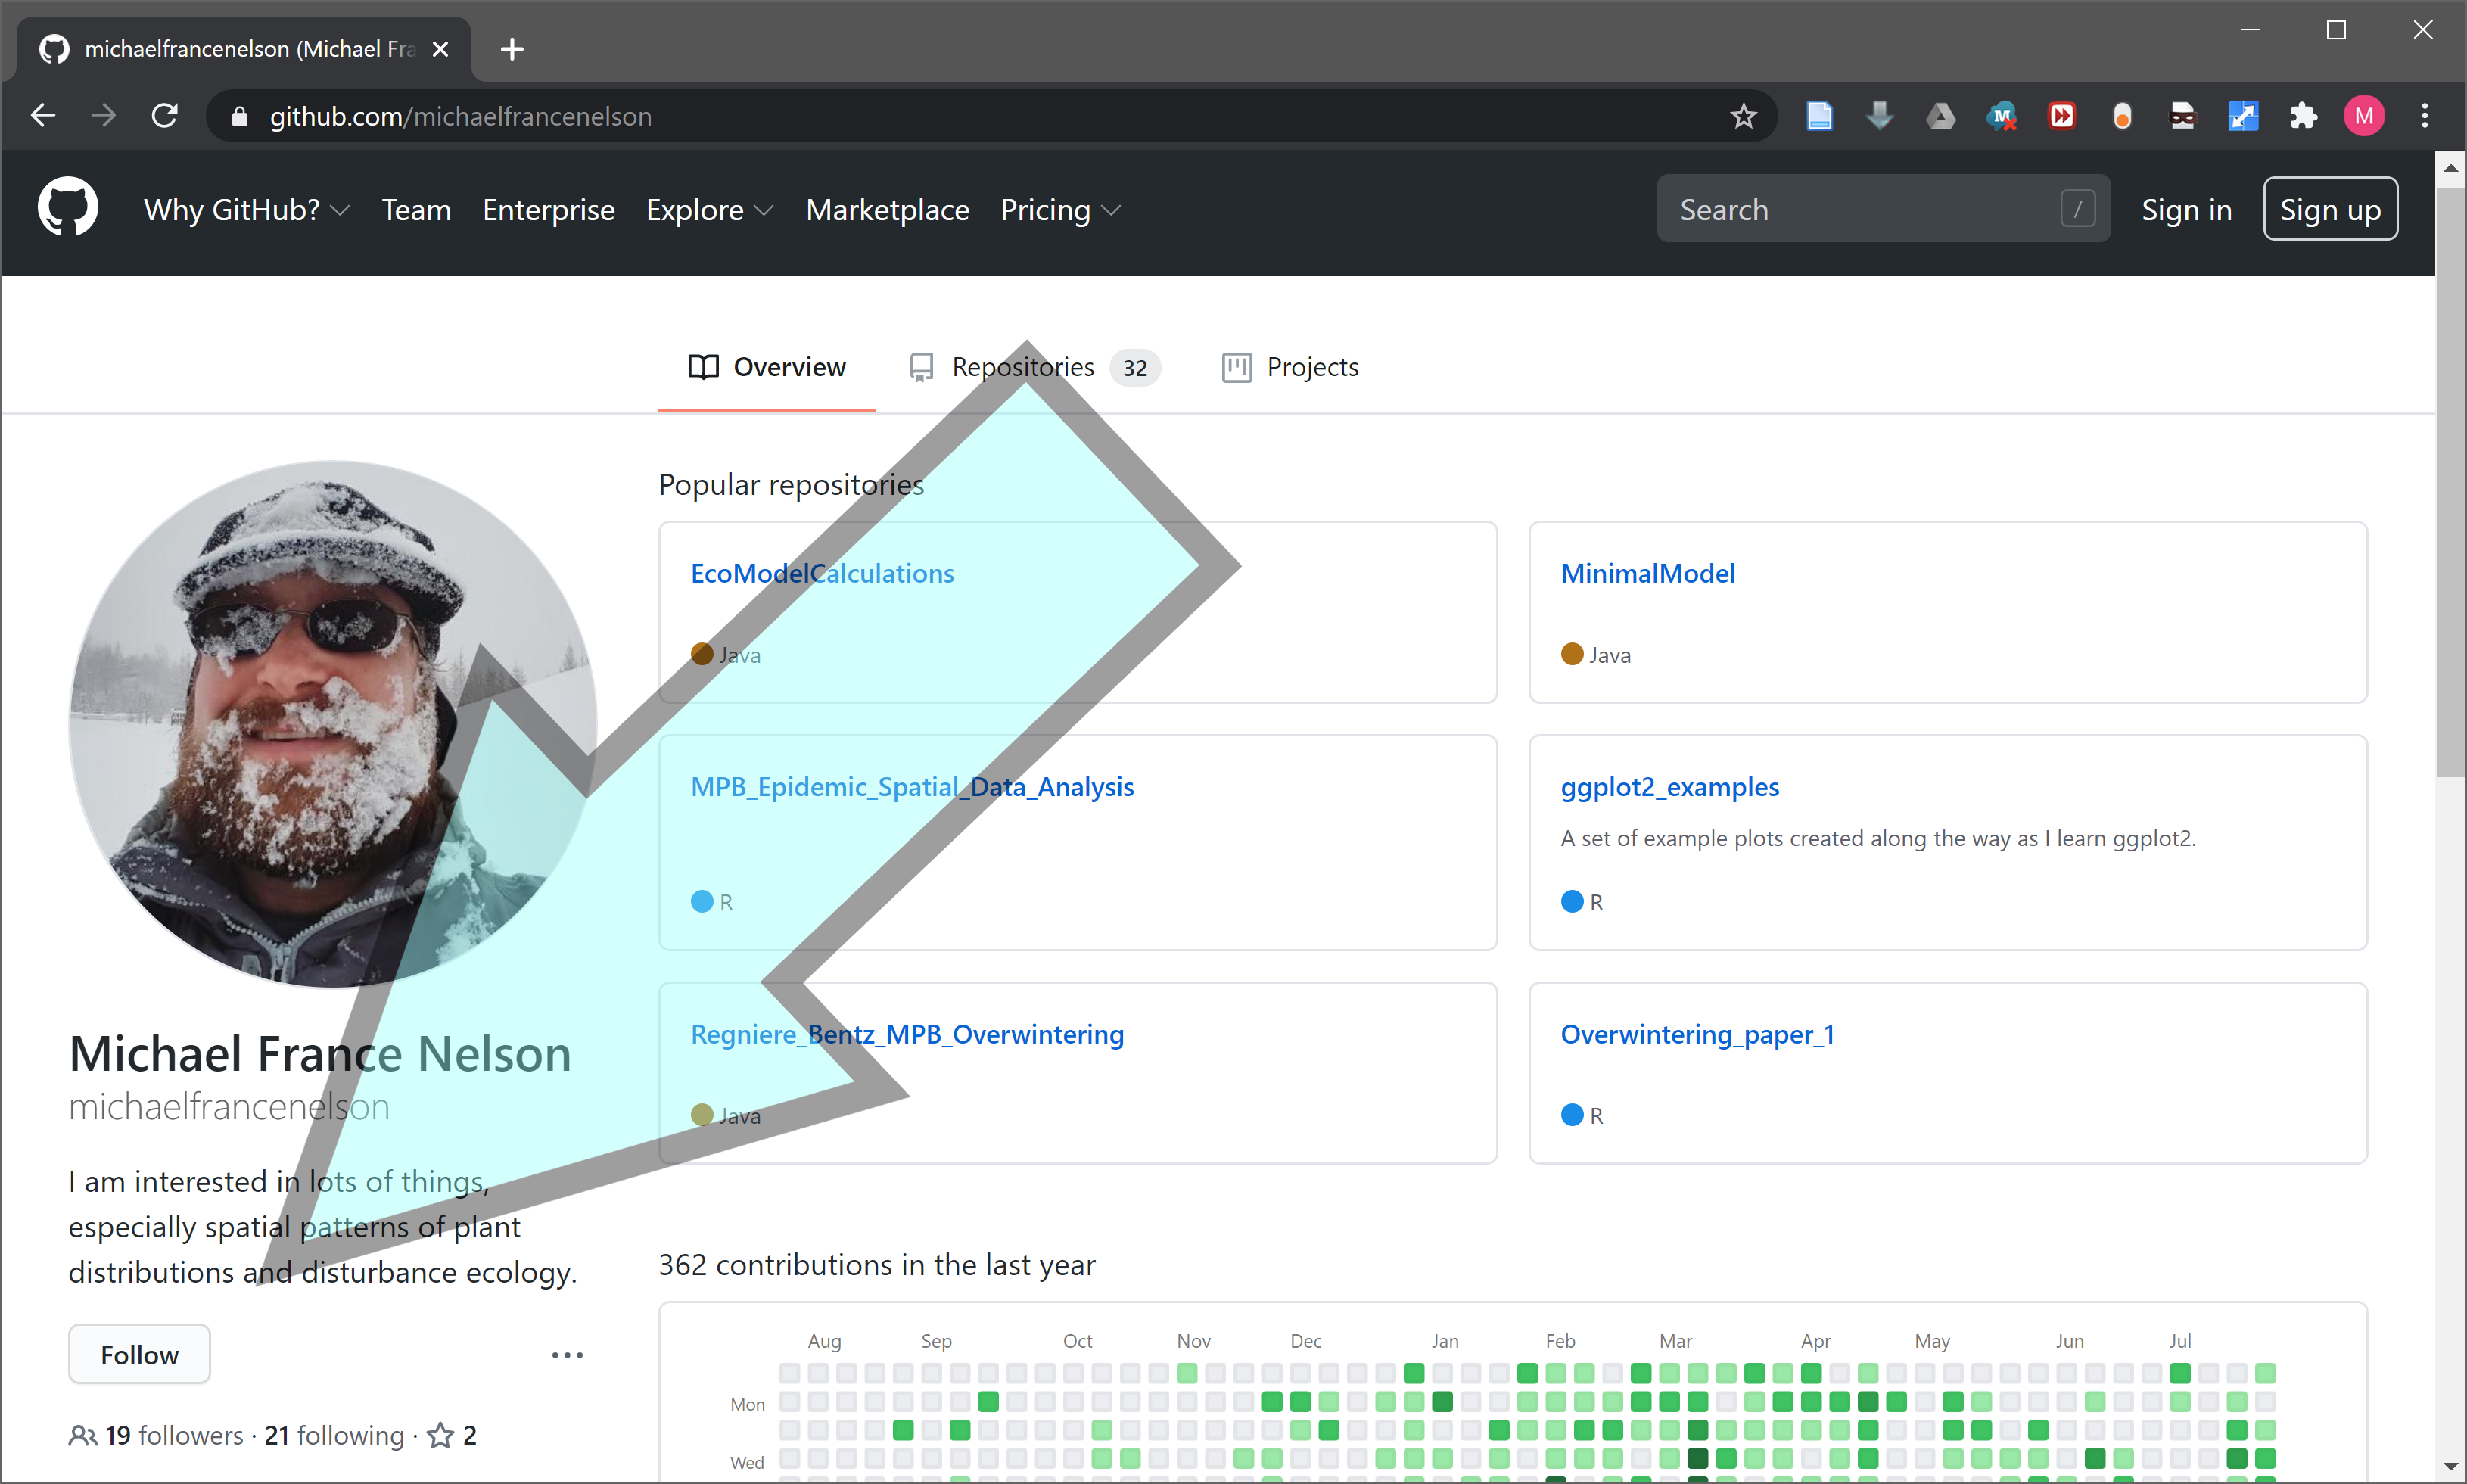 michaelfrancenelson (Michael Fra
github.com/michaelfrancenelson
M
M
Why GitHub? Team Enterprise Explore Marketplace Pricing
Search / Sign in Sign up
Overview Repositories 32 Projects
Popular repositories
EcoModelCalculations
Java
MinimalModel
Java
MPB_Epidemic_Spatial_Data_Analysis
R
ggplot2_examples
A set of example plots created along the way as I learn ggplot2.
R
Regniere_Bentz_MPB_Overwintering
Java
Overwintering_paper_1
R
Michael France Nelson
michaelfrancenelson
I am interested in lots of things,
especially spatial patterns of plant
distributions and disturbance ecology.
Follow
19 followers · 21 following · 2
362 contributions in the last year
Aug Sep Oct Nov Dec Jan Feb Mar Apr May Jun Jul
Mon
Wed